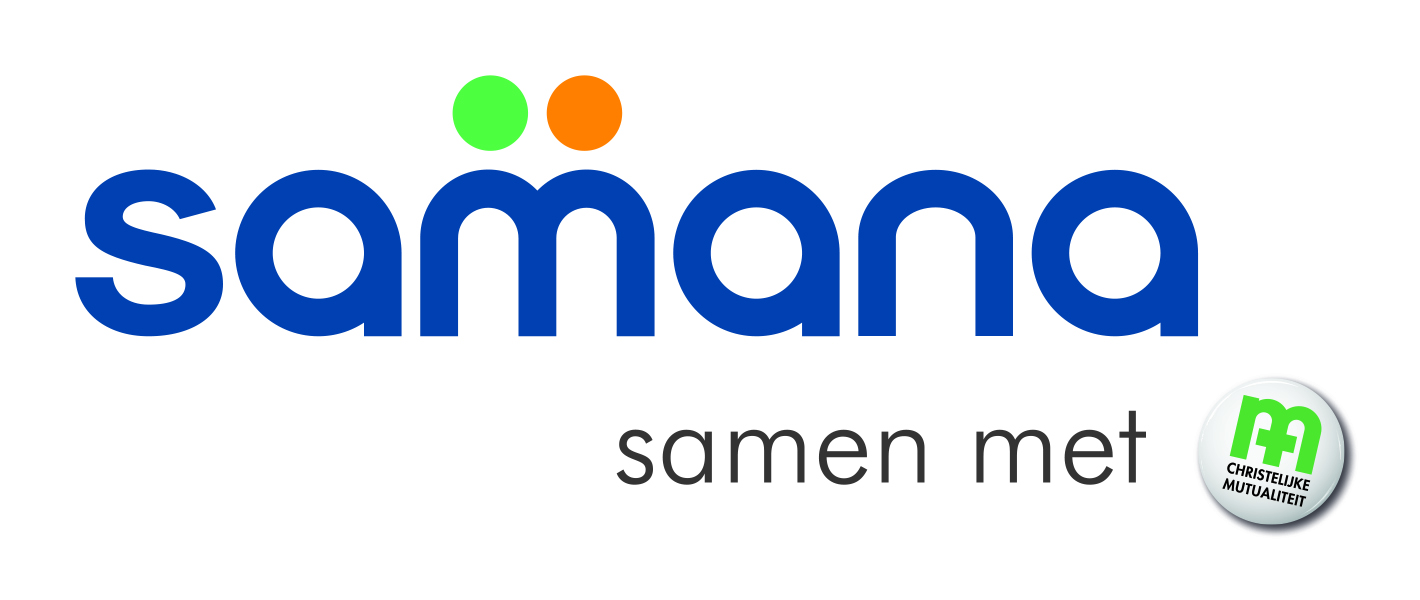 samana
samen met
CHRISTELIJKE
MUTUALITEIT